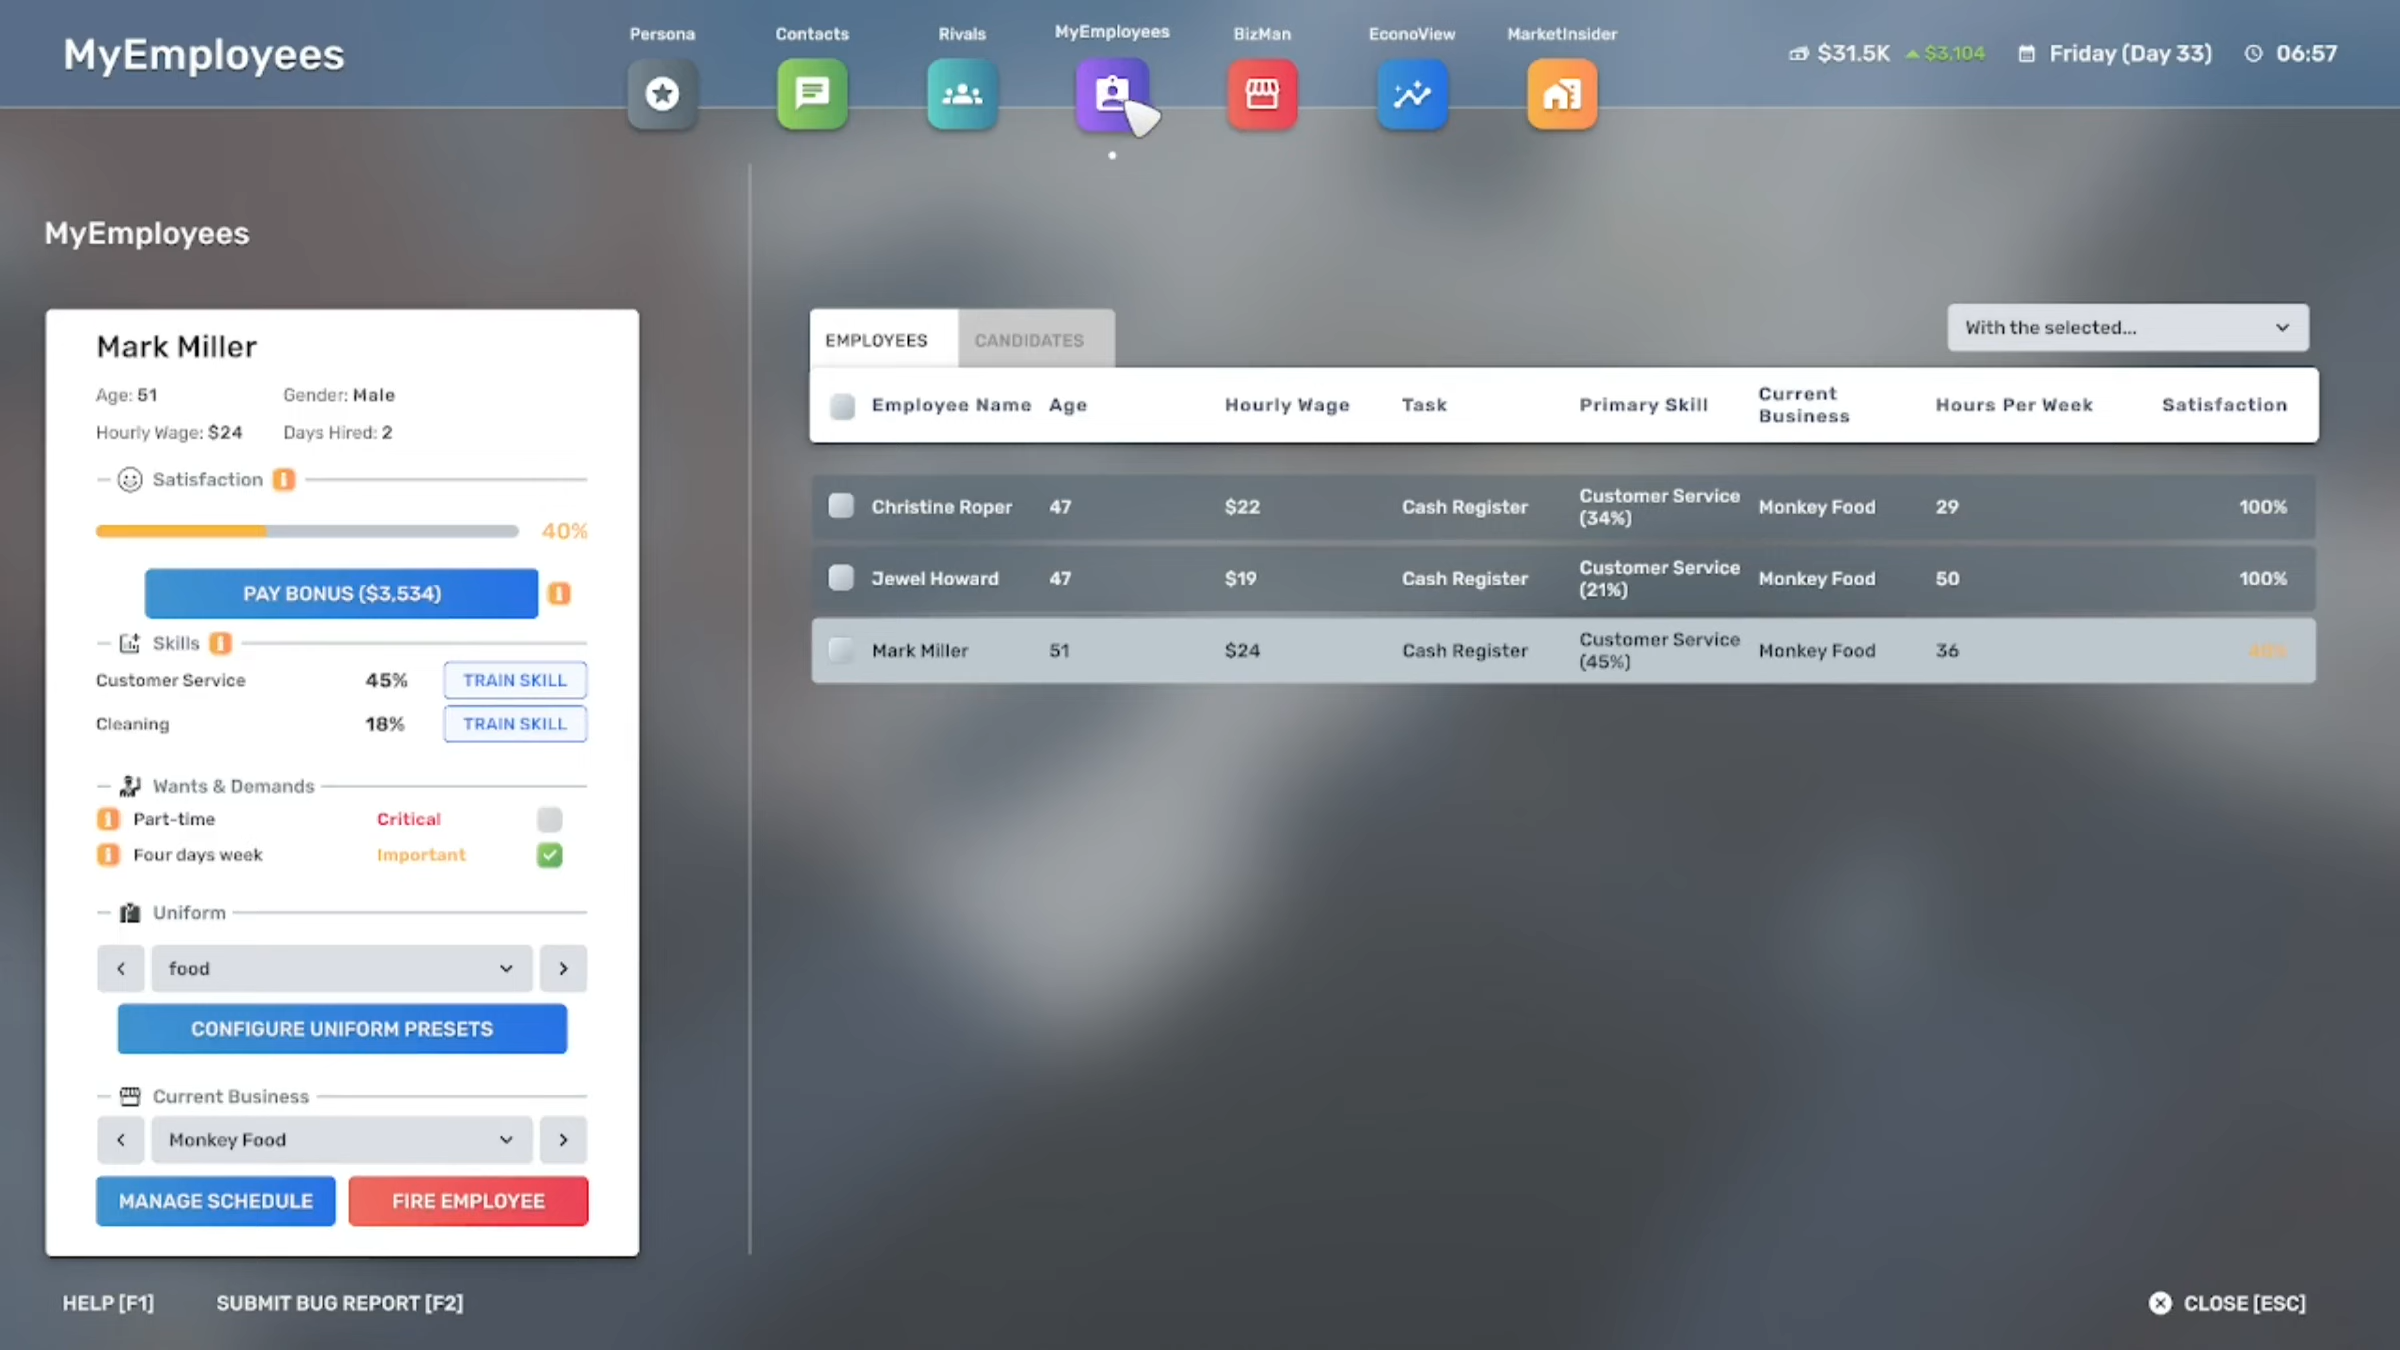 MyEmployees
Persona
Contacts
Rivals
MyEmployees
BizMan
EconoView
MarketInsider
$31.5K
$3,104
Friday (Day 33)
06:57
MyEmployees
Mark Miller
Age: 51
Gender: Male
Hourly Wage: $24
Days Hired: 2
Satisfaction
40%
PAY BONUS ($3,534)
Skills
Customer Service
45%
TRAIN SKILL
Cleaning
18%
TRAIN SKILL
Wants & Demands
Part-time
Critical
Four days week
Important
Uniform
food
CONFIGURE UNIFORM PRESETS
Current Business
Monkey Food
MANAGE SCHEDULE
FIRE EMPLOYEE
EMPLOYEES
CANDIDATES
With the selected...
Employee Name
Age
Hourly Wage
Task
Primary Skill
Current
Business
Hours Per Week
Satisfaction
Christine Roper
47
$22
Cash Register
Customer Service
(34%)
Monkey Food
29
100%
Jewel Howard
47
$19
Cash Register
Customer Service
(21%)
Monkey Food
50
100%
Mark Miller
51
$24
Cash Register
Customer Service
(45%)
Monkey Food
36
40%
HELP [F1]
SUBMIT BUG REPORT [F2]
CLOSE [ESC]